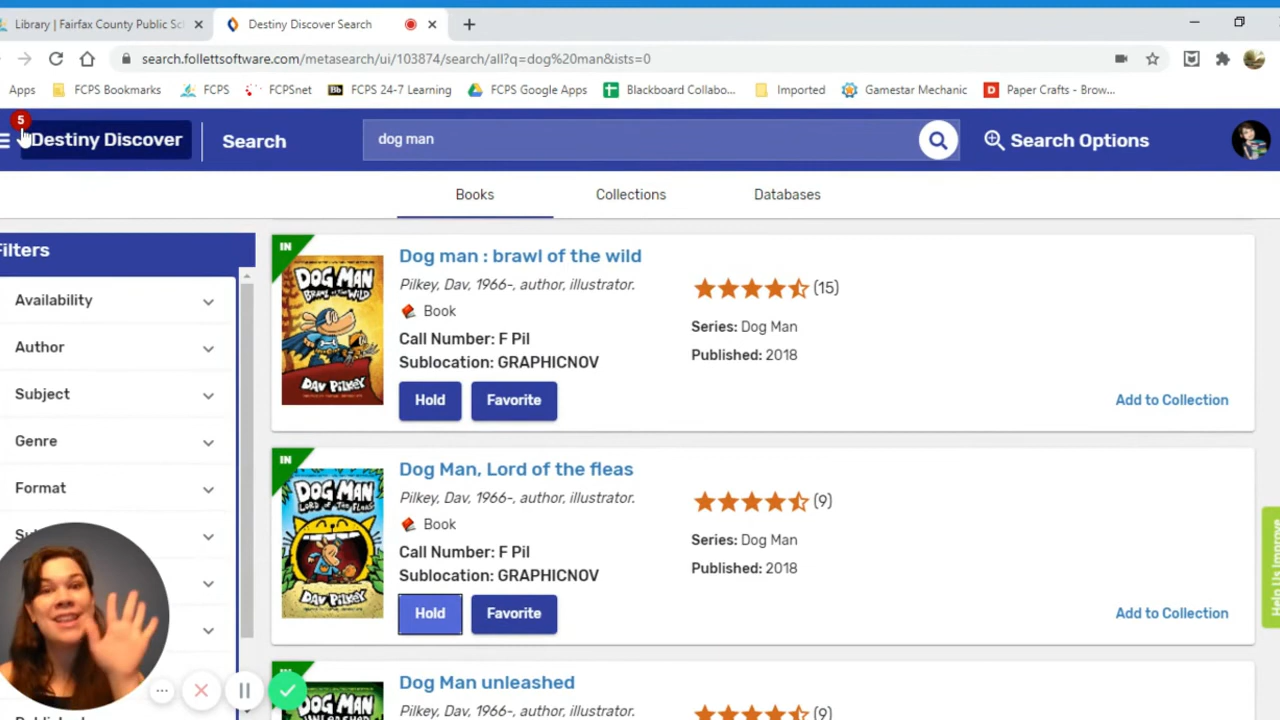 Library | Fairfax County Public Sc
Destiny Discover Search
search.follettsoftware.com/metasearch/ui/103874/search/all?q=dog%20man&ists=0
Apps FCPS Bookmarks FCPS FCPSnet Bb FCPS 24-7 Learning FCPS Google Apps Blackboard Collabo... Imported Gamestar Mechanic D Paper Crafts - Brow...
5
Destiny Discover Search dog man Search Options
Books Collections Databases
Filters
Availability
Author
Subject
Genre
Format
IN
DOG MAN
BRAWL OF THE WILD
DAV PILKEY
Dog man : brawl of the wild
Pilkey, Dav, 1966-, author, illustrator.
Book
Call Number: F Pil
Sublocation: GRAPHICNOV
Hold Favorite
(15)
Series: Dog Man
Published: 2018
Add to Collection
IN
DOG MAN
LORD OF THE FLEAS
DAV PILKEY
Dog Man, Lord of the fleas
Pilkey, Dav, 1966-, author, illustrator.
Book
Call Number: F Pil
Sublocation: GRAPHICNOV
Hold Favorite
(9)
Series: Dog Man
Published: 2018
Add to Collection
DOG MAN
Dog Man unleashed
Pilkey, Dav, 1966-, author, illustrator.
(9)
Help Us Improve